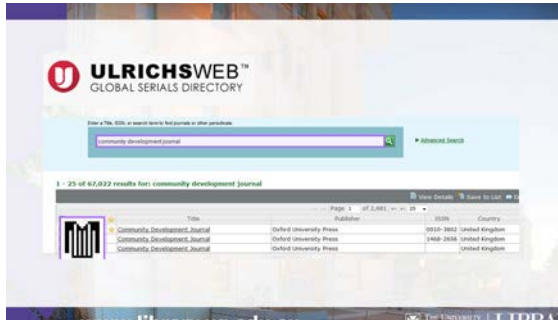 ULRICHSWEB™
GLOBAL SERIALS DIRECTORY
Enter a Title, ISSN, or search term to find journals or other periodicals.
community development journal
Advanced Search
1 - 25 of 67,022 results for: community development journal
View Details Save to List
Page 1 of 2,681 25
Title Publisher ISSN Country
Community Development Journal Oxford University Press 0010-3802 United Kingdom
Community Development Journal Oxford University Press 1468-2656 United Kingdom
Community Development Journal Oxford University Press United Kingdom
THE UNIVERSITY